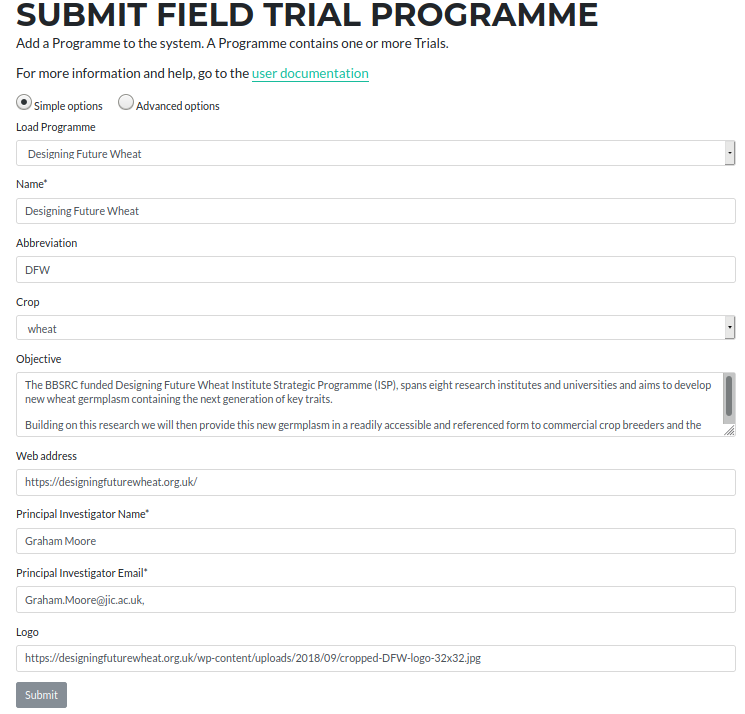 SUBMIT FIELD TRIAL PROGRAMME
Add a Programme to the system. A Programme contains one or more Trials.
For more information and help, go to the user documentation
Simple options Advanced options
Load Programme
Designing Future Wheat
Name*
Designing Future Wheat
Abbreviation
DFW
Crop
wheat
Objective
The BBSRC funded Designing Future Wheat Institute Strategic Programme (ISP), spans eight research institutes and universities and aims to develop
new wheat germplasm containing the next generation of key traits.
Building on this research we will then provide this new germplasm in a readily accessible and referenced form to commercial crop breeders and the
Web address
https://designingfuturewheat.org.uk/
Principal Investigator Name*
Graham Moore
Principal Investigator Email*
Graham.Moore@jic.ac.uk,
Logo
https://designingfuturewheat.org.uk/wp-content/uploads/2018/09/cropped-DFW-logo-32x32.jpg
Submit